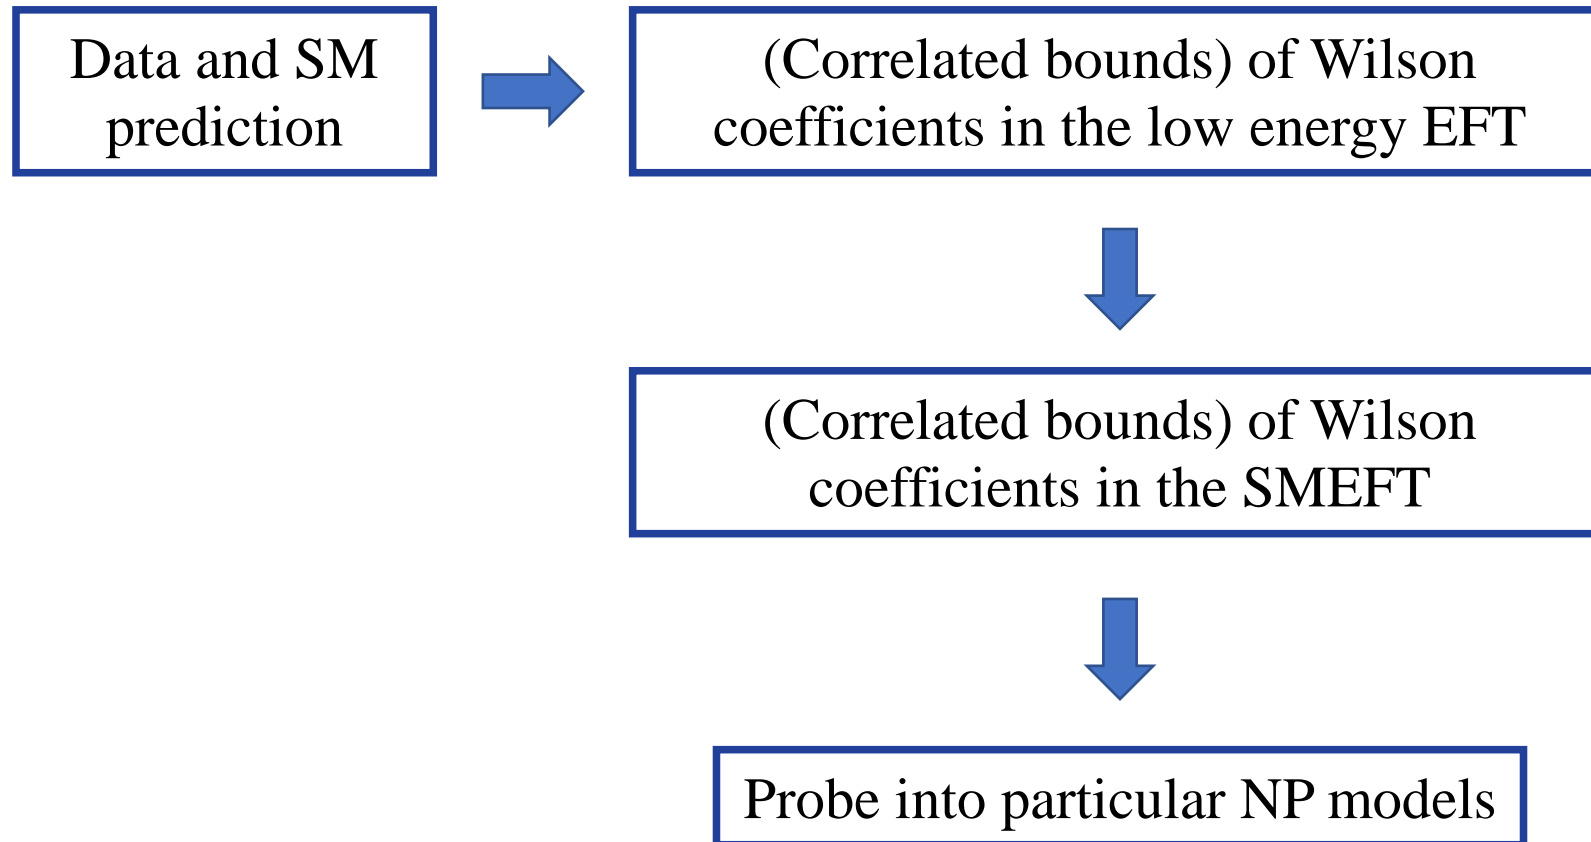 Data and SM
prediction
(Correlated bounds) of Wilson
coefficients in the low energy EFT
(Correlated bounds) of Wilson
coefficients in the SMEFT
Probe into particular NP models